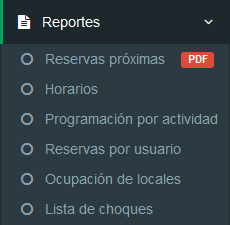 Reportes
Reservas próximas PDF
Horarios
Programación por actividad
Reservas por usuario
Ocupación de locales
Lista de choques